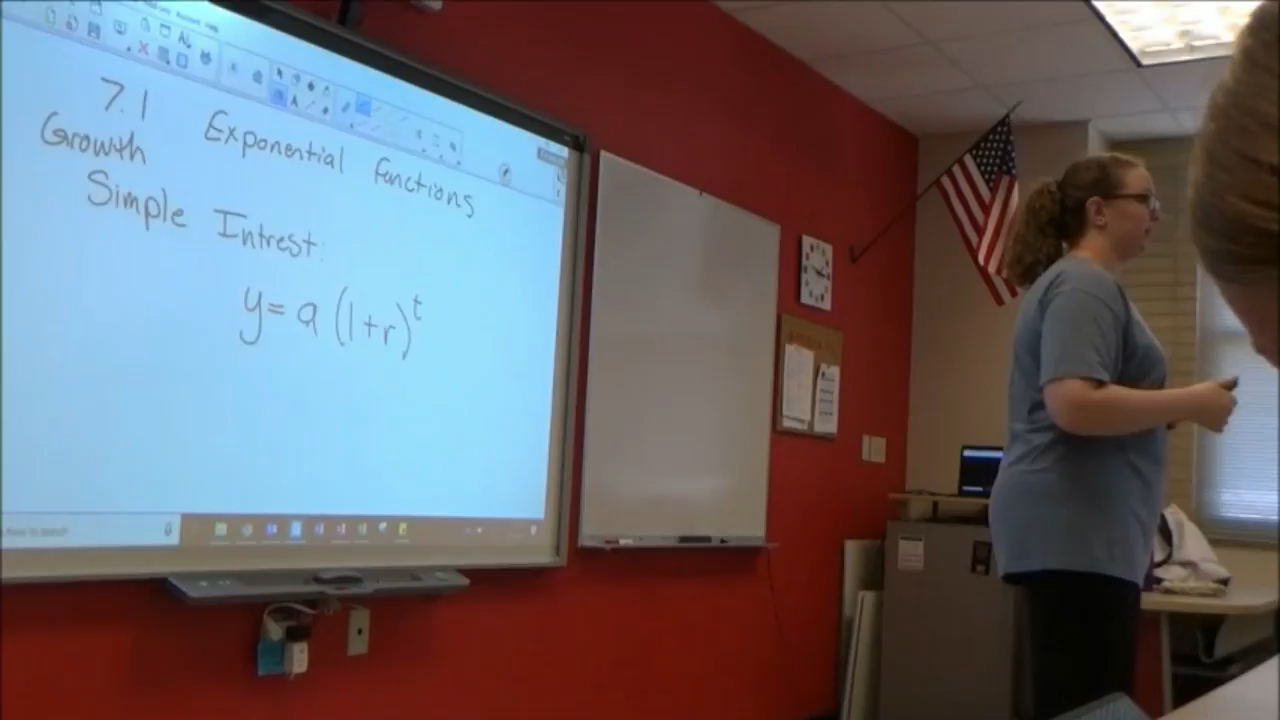 7.1 Exponential Functions
Growth
Simple Intrest:
y = a (1+r)^t